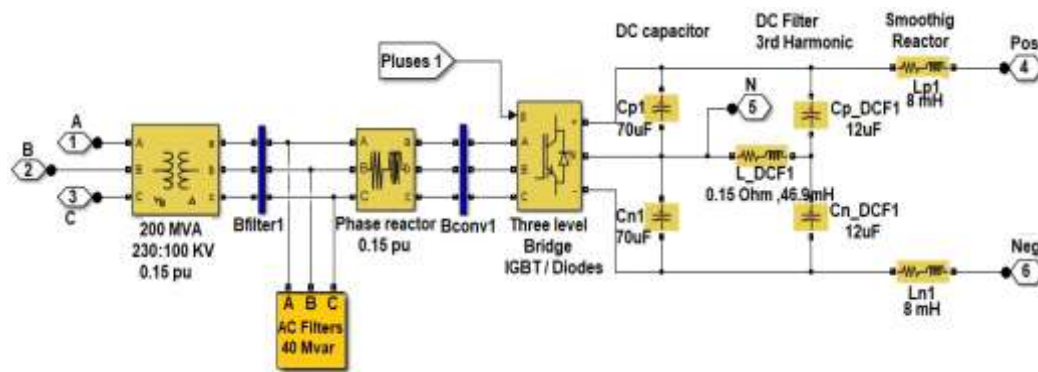 DC capacitor
DC Filter
3rd Harmonic
Smoothig
Reactor
Pluses 1
Pos
4
Lp1
8 mH
N
5
Cp1
70uF
Cp_DCF1
12uF
A
1
B
2
3
C
A
B
C
Bfilter1
A
B
C
Phase reactor
0.15 pu
Bconv1
A
B
C
+
-
L_DCF1
0.15 Ohm ,46.9mH
Cn1
70uF
Cn_DCF1
12uF
Three level
Bridge
IGBT / Diodes
200 MVA
230:100 KV
0.15 pu
Neg
6
Ln1
8 mH
A B C
AC Filters
40 Mvar